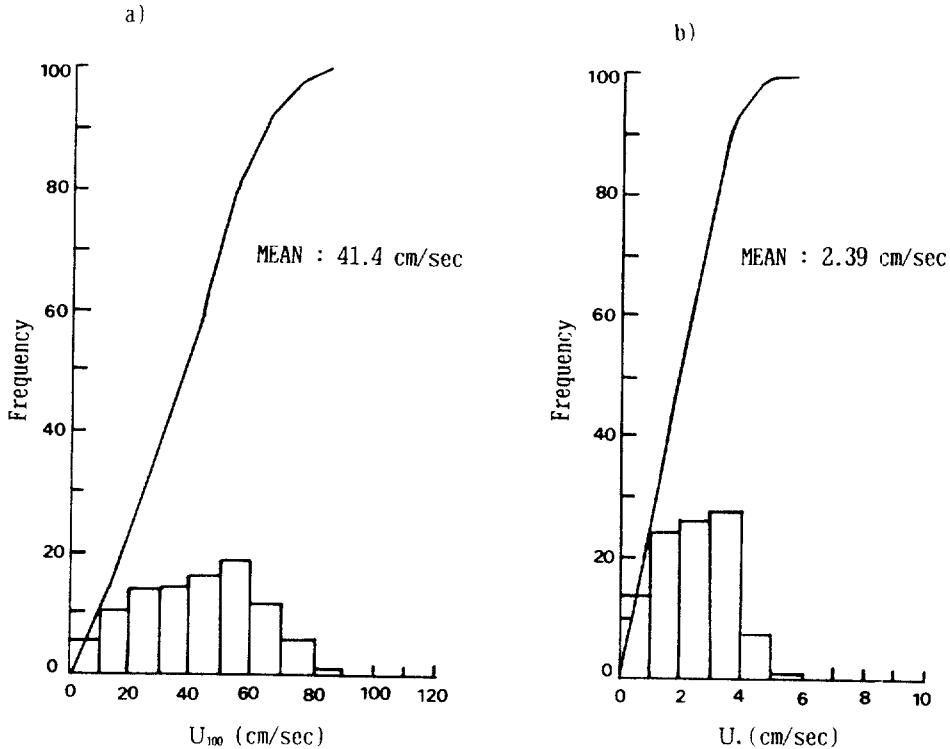 a)
100
80
60
40
20
0
Frequency
MEAN : 41.4 cm/sec
0 20 40 60 80 100 120
U₁₀₀ (cm/sec)
b)
100
80
60
40
20
0
Frequency
MEAN : 2.39 cm/sec
0 2 4 6 8 10
U. (cm/sec)